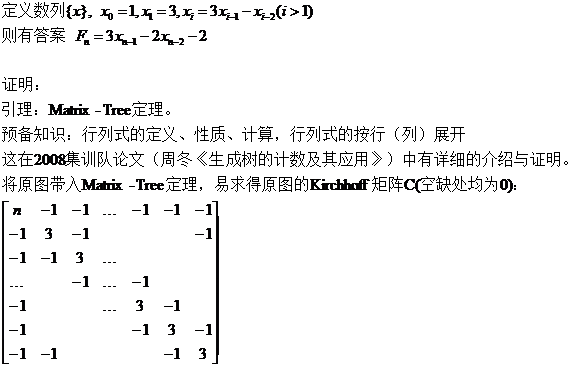 定义数列{x}, x₀=1,x₁=3,xᵢ=3xᵢ₋₁−xᵢ₋₂(i>1)
则有答案 Fₙ=3xₙ₋₁−2xₙ₋₂−2
证明:
引理:Matrix-Tree定理。
预备知识:行列式的定义、性质、计算,行列式的按行(列)展开
这在2008集训队论文(周冬《生成树的计数及其应用》)中有详细的介绍与证明。
将原图带入Matrix-Tree定理,易求得原图的Kirchhoff矩阵C(空缺处均为0):
n −1 −1 ... −1 −1 −1
−1 3 −1 −1
−1 −1 3 ...
... −1 ... −1
−1 ... 3 −1
−1 −1 3 −1
−1 −1 −1 3